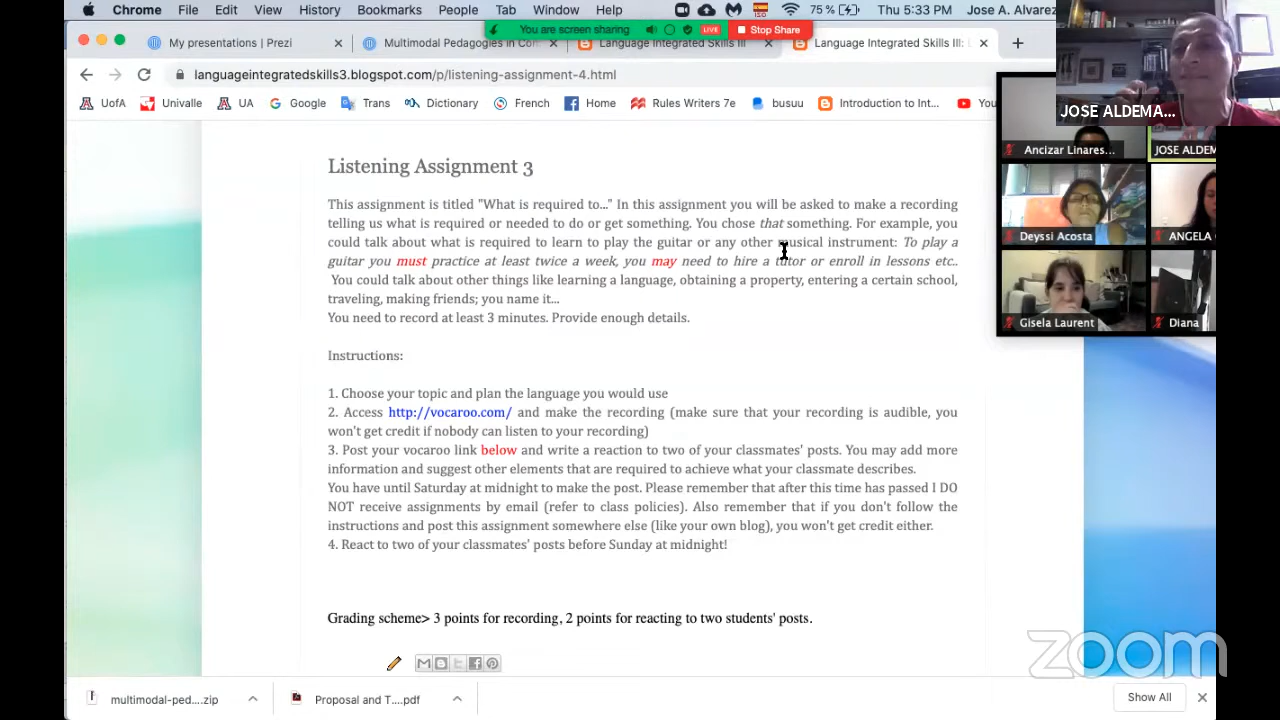 Chrome File Edit View History Bookmarks People Tab Window Help 75 % Thu 5:33 PM Jose A. Alvarez
ISO
You are screen sharing LIVE Stop Share
My presentations | Prezi Multimodal Pedagogies in Con Language Integrated Skills III Language Integrated Skills III: L
languageintegratedskills3.blogspot.com/p/listening-assignment-4.html
UofA Univalle UA Google Trans Dictionary French Home Rules Writers 7e busuu Introduction to Int... You
JOSE ALDEMA...
Ancizar Linares... JOSE ALDEM
Deyssi Acosta ANGELA
Gisela Laurent Diana
Listening Assignment 3
This assignment is titled "What is required to..." In this assignment you will be asked to make a recording
telling us what is required or needed to do or get something. You chose that something. For example, you
could talk about what is required to learn to play the guitar or any other musical instrument: To play a
guitar you must practice at least twice a week, you may need to hire a tutor or enroll in lessons etc..
You could talk about other things like learning a language, obtaining a property, entering a certain school,
traveling, making friends; you name it...
You need to record at least 3 minutes. Provide enough details.
Instructions:
1. Choose your topic and plan the language you would use
2. Access http://vocaroo.com/ and make the recording (make sure that your recording is audible, you
won't get credit if nobody can listen to your recording)
3. Post your vocaroo link below and write a reaction to two of your classmates' posts. You may add more
information and suggest other elements that are required to achieve what your classmate describes.
You have until Saturday at midnight to make the post. Please remember that after this time has passed I DO
NOT receive assignments by email (refer to class policies). Also remember that if you don't follow the
instructions and post this assignment somewhere else (like your own blog), you won't get credit either.
4. React to two of your classmates' posts before Sunday at midnight!
Grading scheme> 3 points for recording, 2 points for reacting to two students' posts.
zoom
multimodal-ped....zip Proposal and T....pdf Show All